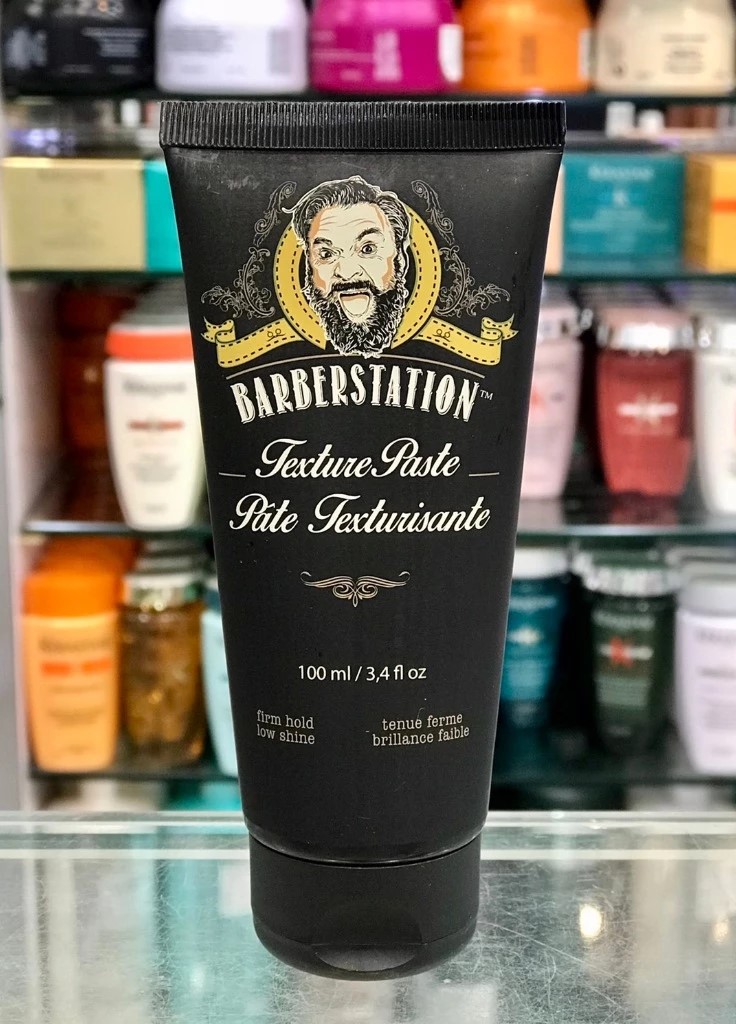 BARBERSTATION™
Texture Paste
Pâte Texturisante
100 ml / 3,4 fl oz
firm hold
low shine
tenue ferme
brillance faible